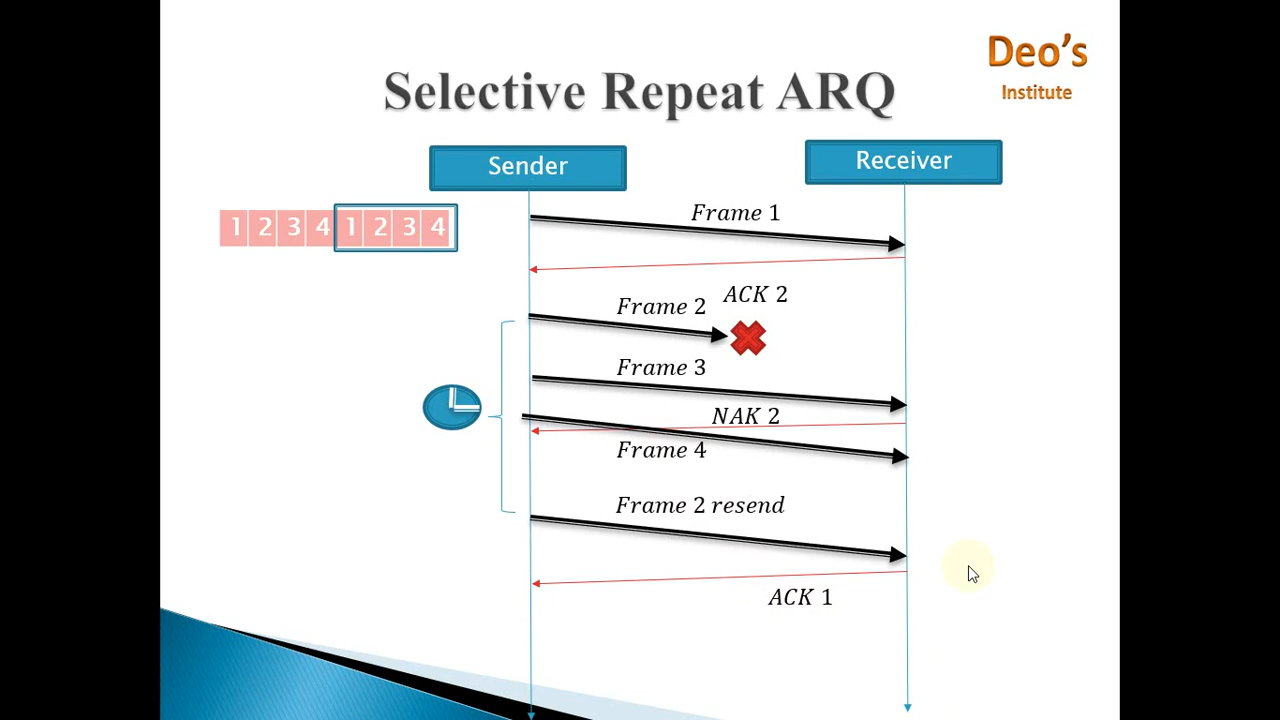 Deo's
Institute
Selective Repeat ARQ
Sender
Receiver
1 2 3 4 1 2 3 4
Frame 1
ACK 2
Frame 2
Frame 3
NAK 2
Frame 4
Frame 2 resend
ACK 1